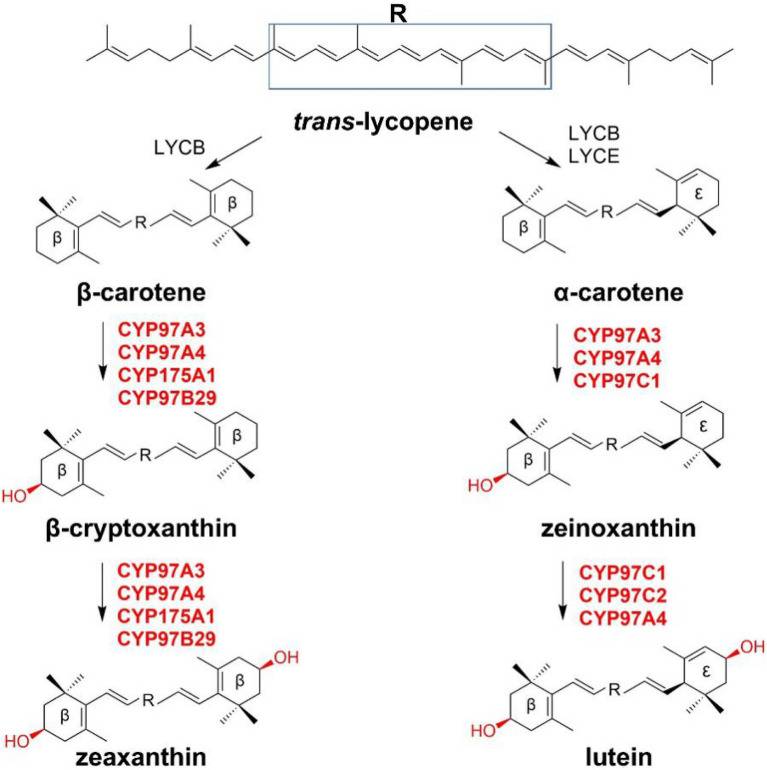 R
trans-lycopene
LYCB
LYCB
LYCE
β
R
β
β
R
ε
β-carotene
α-carotene
CYP97A3
CYP97A4
CYP175A1
CYP97B29
CYP97A3
CYP97A4
CYP97C1
β
R
β
HO
β
R
ε
HO
β-cryptoxanthin
zeinoxanthin
CYP97A3
CYP97A4
CYP175A1
CYP97B29
CYP97C1
CYP97C2
CYP97A4
OH
β
R
β
HO
OH
β
R
ε
HO
zeaxanthin
lutein